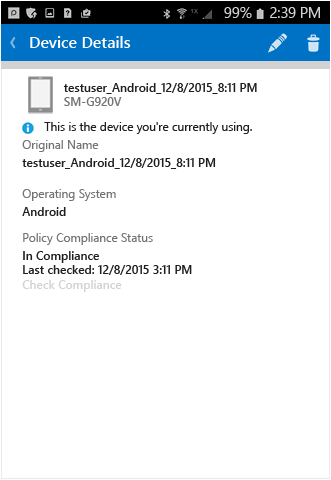 1X 99% 2:39 PM
Device Details
testuser_Android_12/8/2015_8:11 PM
SM-G920V
This is the device you're currently using.
Original Name
testuser_Android_12/8/2015_8:11 PM
Operating System
Android
Policy Compliance Status
In Compliance
Last checked: 12/8/2015 3:11 PM
Check Compliance